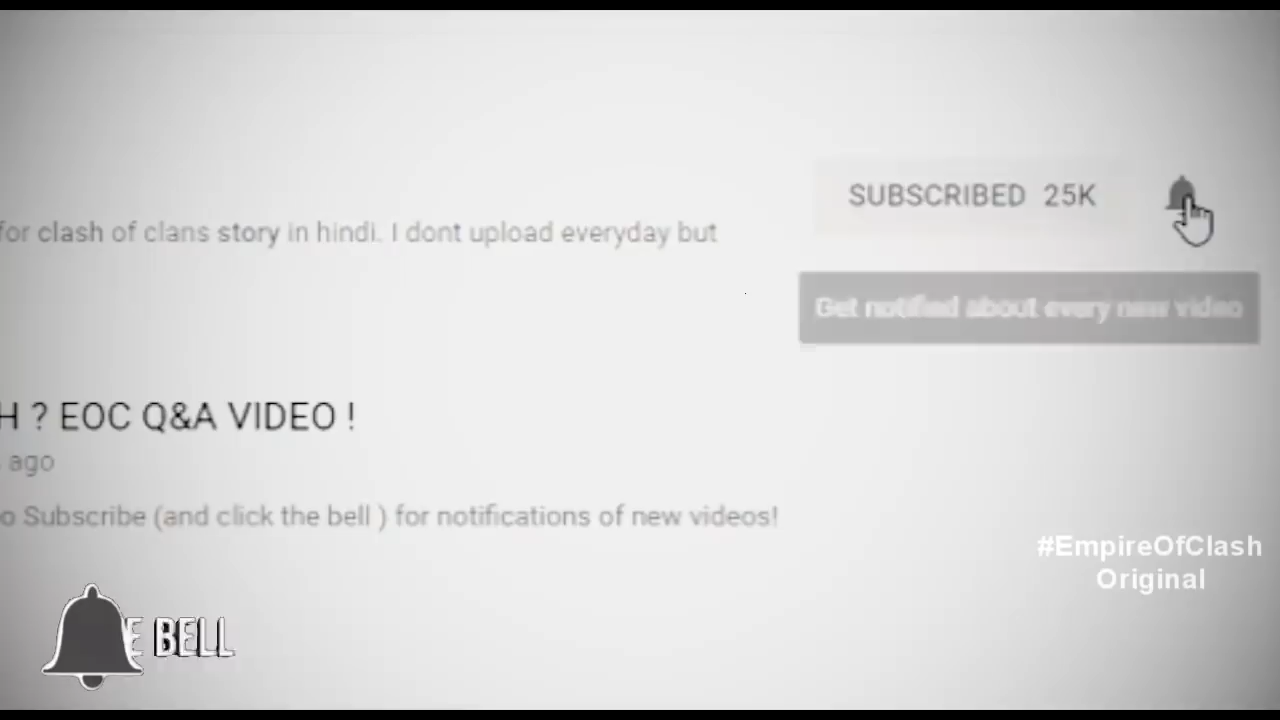 SUBSCRIBED 25K
for clash of clans story in hindi. I dont upload everyday but
Get notified about every new video
H ? EOC Q&A VIDEO !
ago
o Subscribe (and click the bell ) for notifications of new videos!
#EmpireOfClash
Original
E BELL